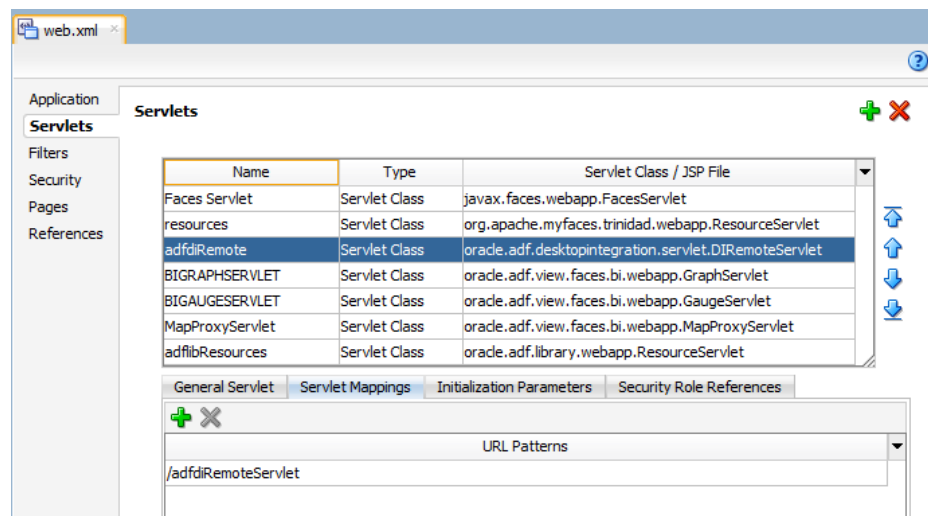 web.xml
Application
Servlets
Filters
Security
Pages
References
Servlets
Name Type Servlet Class / JSP File
Faces Servlet Servlet Class javax.faces.webapp.FacesServlet
resources Servlet Class org.apache.myfaces.trinidad.webapp.ResourceServlet
adfdiRemote Servlet Class oracle.adf.desktopintegration.servlet.DIRemoteServlet
BIGRAPHSERVLET Servlet Class oracle.adf.view.faces.bi.webapp.GraphServlet
BIGAUGESERVLET Servlet Class oracle.adf.view.faces.bi.webapp.GaugeServlet
MapProxyServlet Servlet Class oracle.adf.view.faces.bi.webapp.MapProxyServlet
adflibResources Servlet Class oracle.adf.library.webapp.ResourceServlet
General Servlet Servlet Mappings Initialization Parameters Security Role References
URL Patterns
/adfdiRemoteServlet